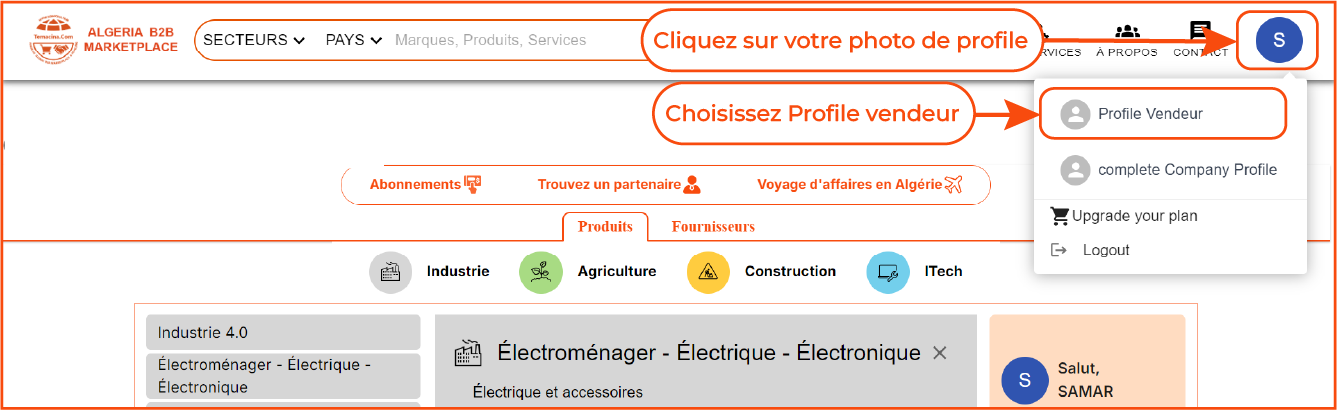 Ternocina.Com
ALGERIA B2B
MARKETPLACE
SECTEURS
PAYS
Marques, Produits, Services
Cliquez sur votre photo de profile
RVICES
À PROPOS
CONTACT
S
Choisissez Profile vendeur
Profile Vendeur
complete Company Profile
Upgrade your plan
Logout
Abonnements
Trouvez un partenaire
Voyage d'affaires en Algérie
Produits
Fournisseurs
Industrie
Agriculture
Construction
ITech
Industrie 4.0
Électroménager - Électrique -
Électronique
Électroménager - Électrique - Électronique
Électrique et accessoires
S
Salut,
SAMAR